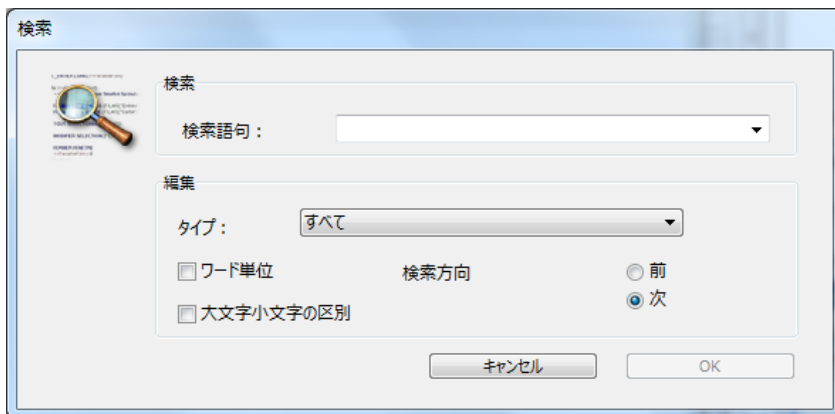 検索
検索
検索語句：
編集
タイプ：
すべて
ワード単位
検索方向
前
次
大文字小文字の区別
キャンセル
OK